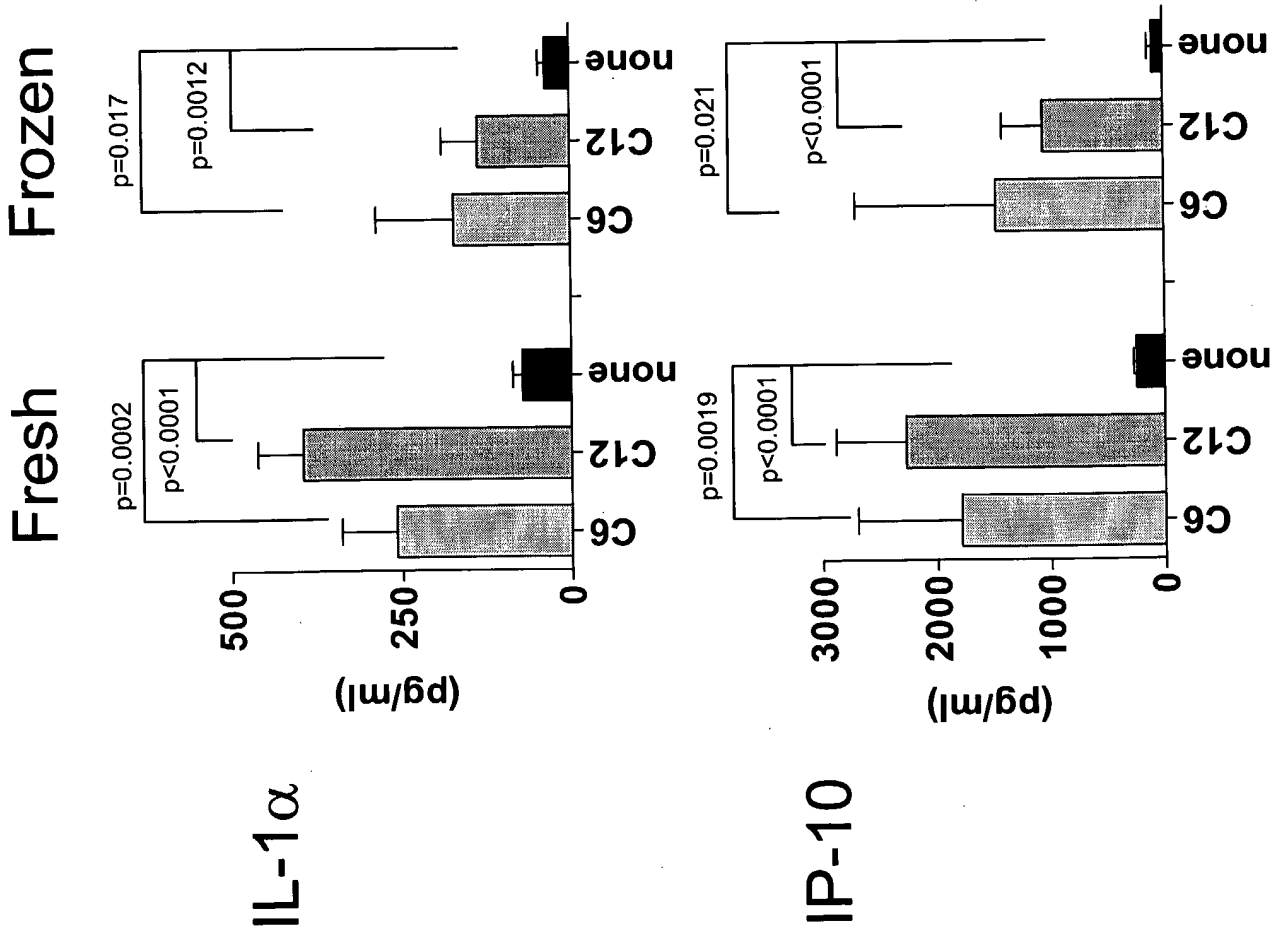 Fresh
Frozen
IL-1α
(pg/ml)
500
250
0
p=0.0002
p<0.0001
C6
C12
none
p=0.017
p=0.0012
C6
C12
none
IP-10
(pg/ml)
3000
2000
1000
0
p=0.0019
p<0.0001
C6
C12
none
p=0.021
p<0.0001
C6
C12
none